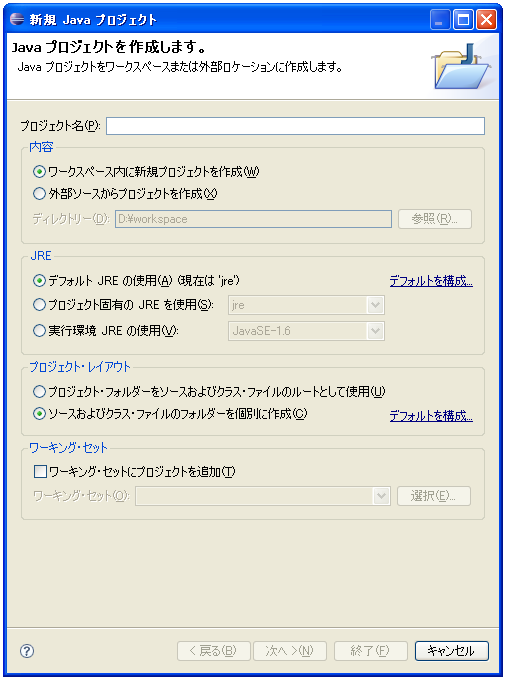 新規 Java プロジェクト
Java プロジェクトを作成します。
Java プロジェクトをワークスペースまたは外部ロケーションに作成します。
プロジェクト名(P):
内容
ワークスペース内に新規プロジェクトを作成(W)
外部ソースからプロジェクトを作成(X)
ディレクトリー(D): D:¥workspace 参照(R)...
JRE
デフォルト JRE の使用(A) (現在は 'jre') デフォルトを構成...
プロジェクト固有の JRE を使用(S): jre
実行環境 JRE の使用(V): JavaSE-1.6
プロジェクト・レイアウト
プロジェクト・フォルダーをソースおよびクラス・ファイルのルートとして使用(U)
ソースおよびクラス・ファイルのフォルダーを個別に作成(C) デフォルトを構成...
ワーキング・セット
ワーキング・セットにプロジェクトを追加(T)
ワーキング・セット(O): 選択(E)...
? < 戻る(B) 次へ >(N) 終了(F) キャンセル